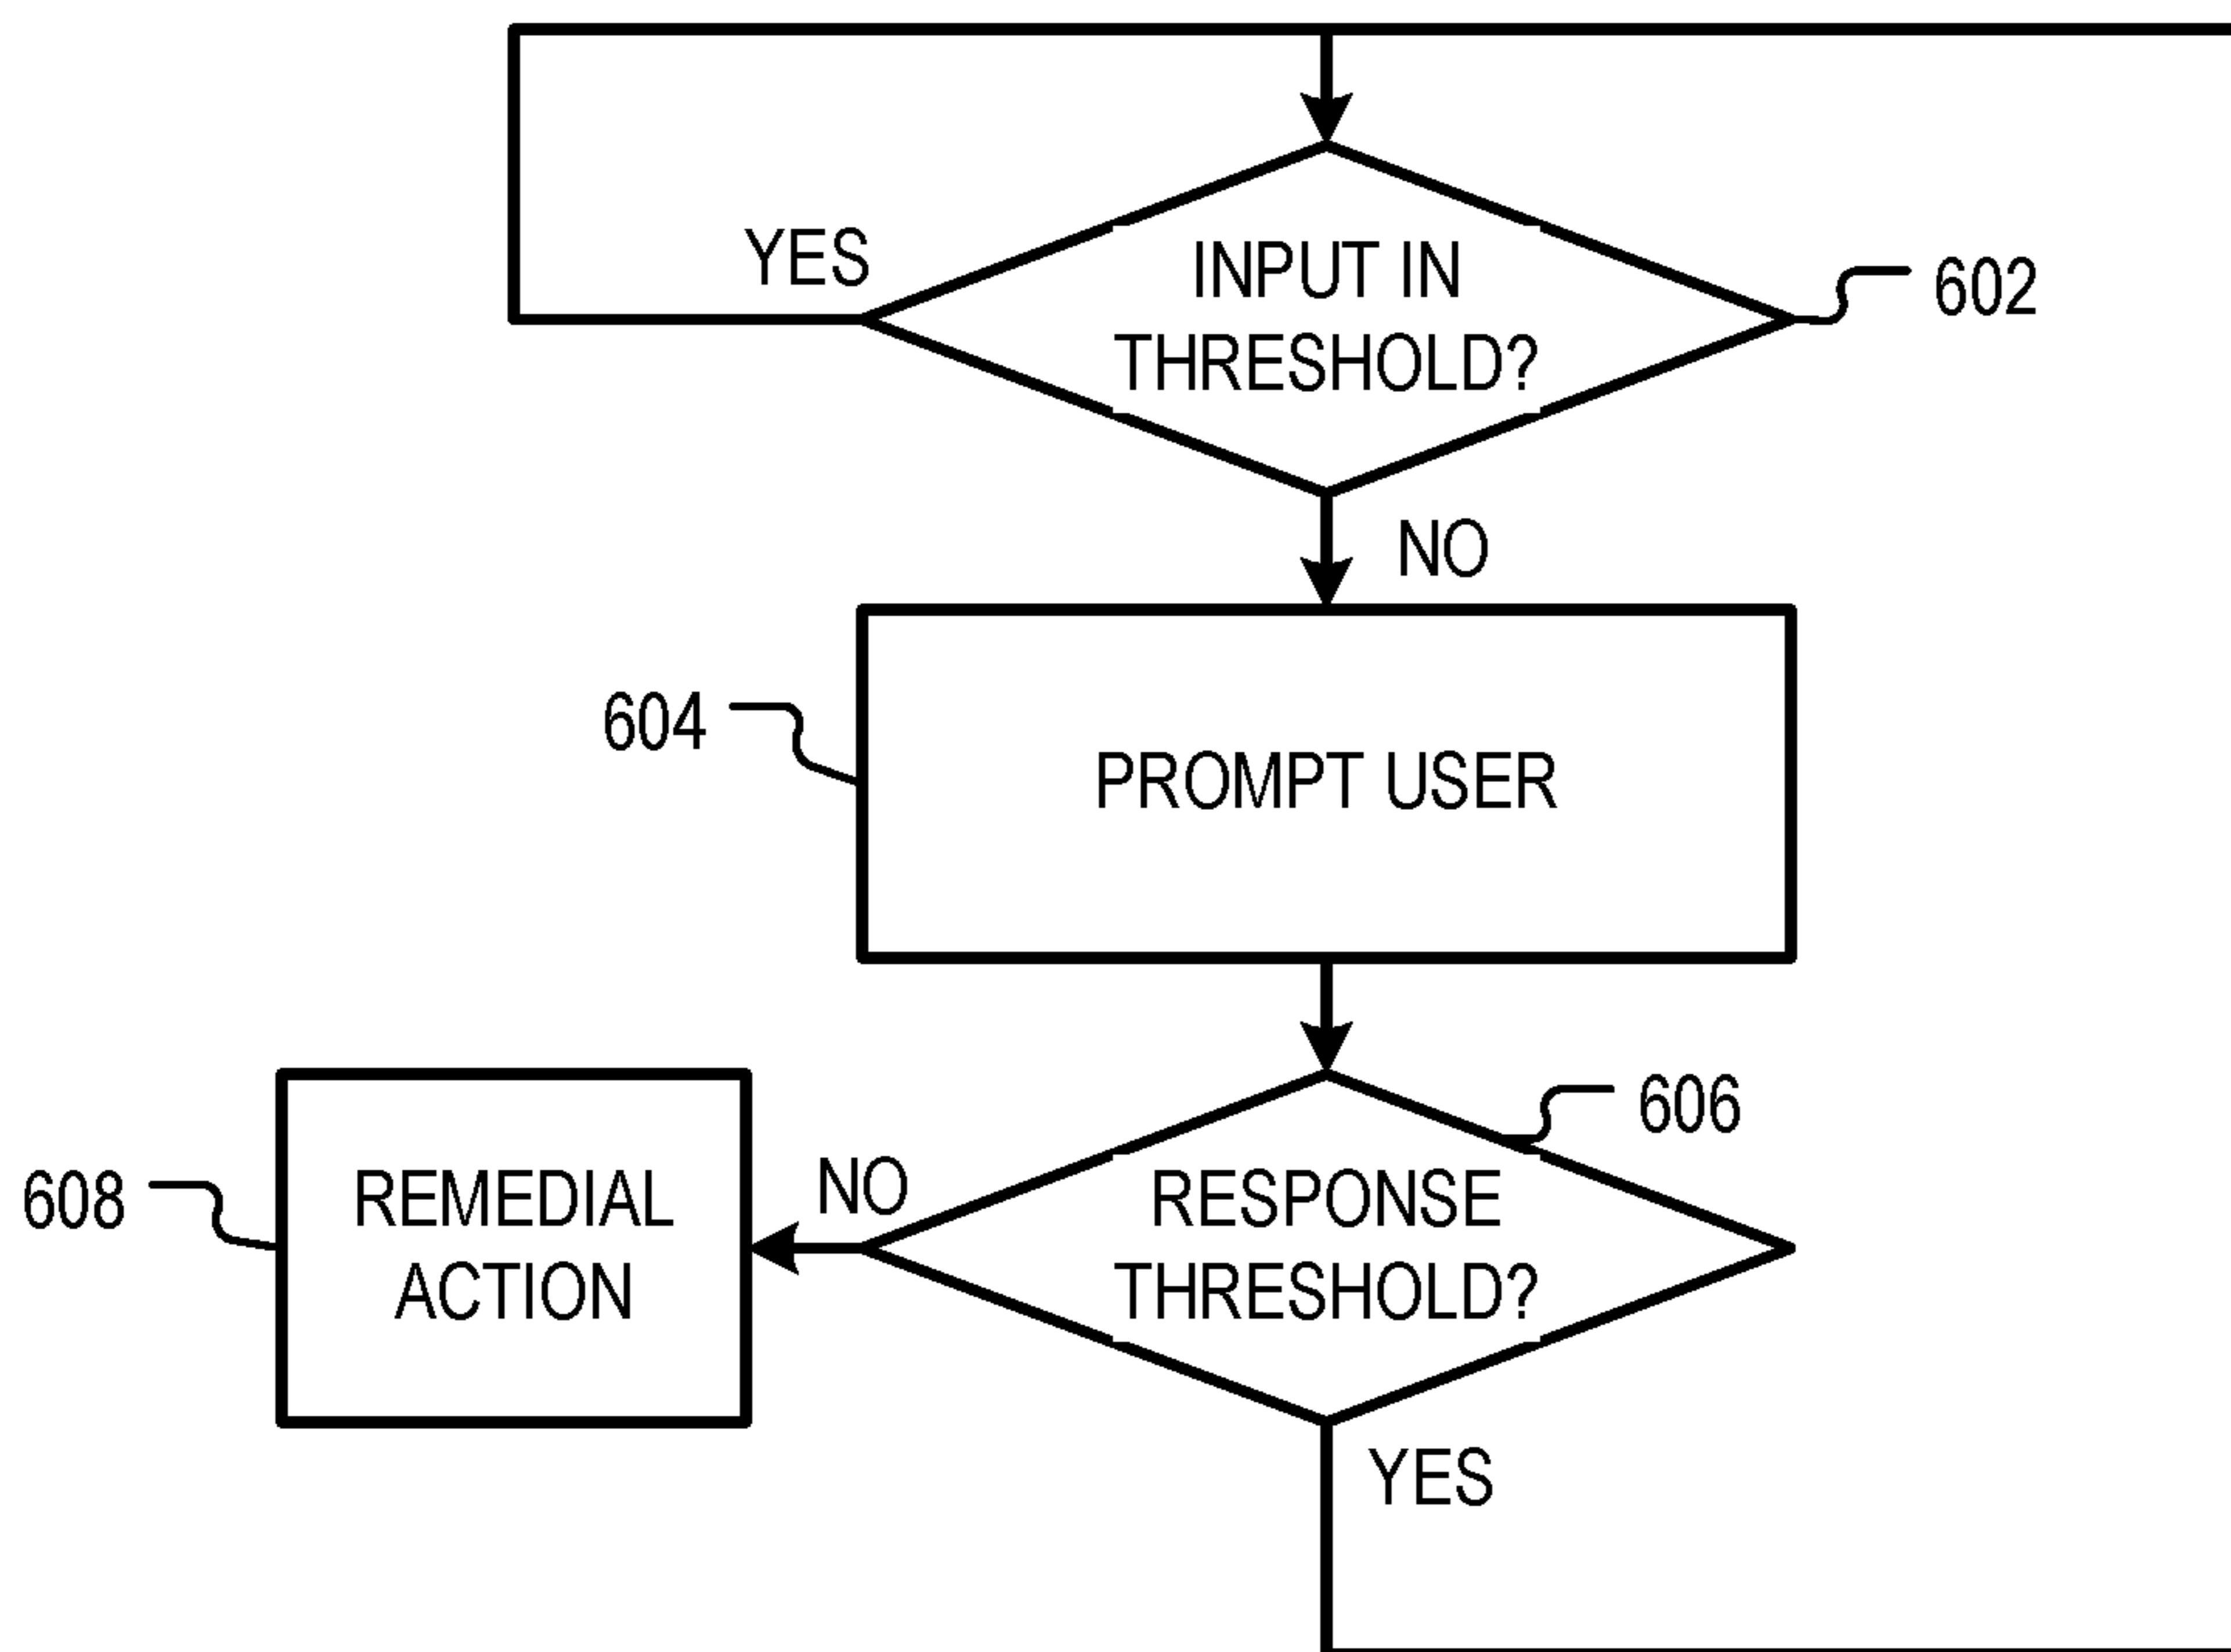 YES
INPUT IN
THRESHOLD?
602
NO
604
PROMPT USER
606
608
REMEDIAL
ACTION
NO
RESPONSE
THRESHOLD?
YES